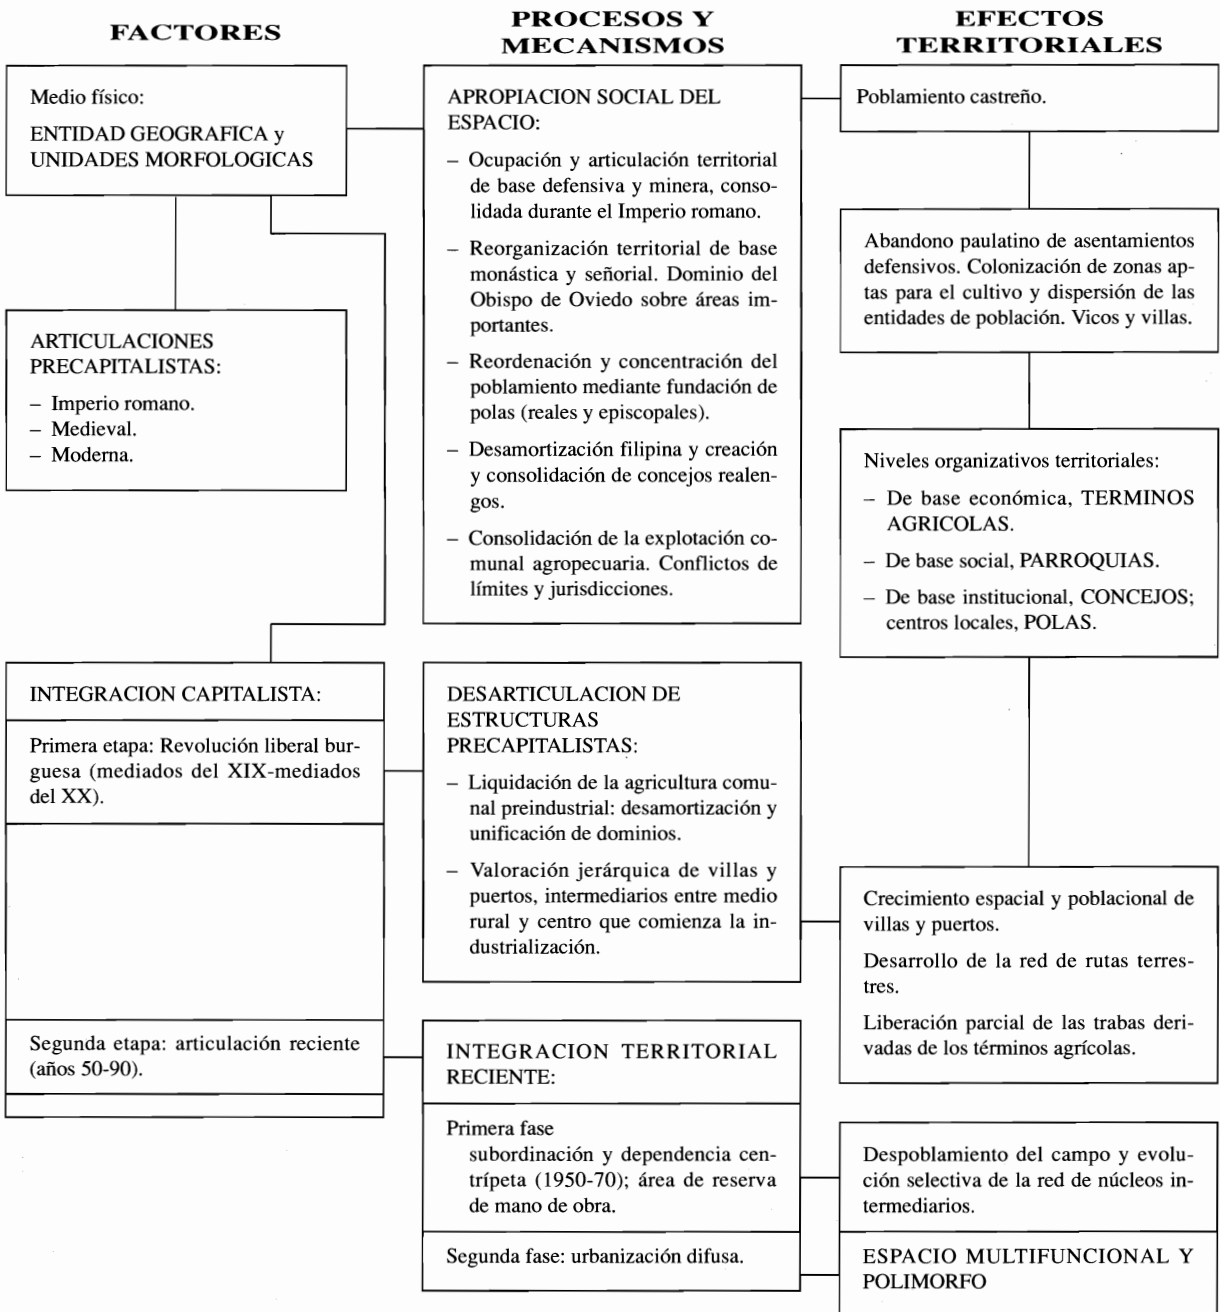 FACTORES
Medio físico:
ENTIDAD GEOGRAFICA y
UNIDADES MORFOLOGICAS
ARTICULACIONES
PRECAPITALISTAS:
– Imperio romano.
– Medieval.
– Moderna.
INTEGRACION CAPITALISTA:
Primera etapa: Revolución liberal bur-
guesa (mediados del XIX-mediados
del XX).
Segunda etapa: articulación reciente
(años 50-90).
PROCESOS Y
MECANISMOS
APROPIACION SOCIAL DEL
ESPACIO:
– Ocupación y articulación territorial
de base defensiva y minera, conso-
lidada durante el Imperio romano.
– Reorganización territorial de base
monástica y señorial. Dominio del
Obispo de Oviedo sobre áreas im-
portantes.
– Reordenación y concentración del
poblamiento mediante fundación de
polas (reales y episcopales).
– Desamortización filipina y creación
y consolidación de concejos realen-
gos.
– Consolidación de la explotación co-
munal agropecuaria. Conflictos de
límites y jurisdicciones.
DESARTICULACION DE
ESTRUCTURAS
PRECAPITALISTAS:
– Liquidación de la agricultura comu-
nal preindustrial: desamortización y
unificación de dominios.
– Valoración jerárquica de villas y
puertos, intermediarios entre medio
rural y centro que comienza la in-
dustrialización.
INTEGRACION TERRITORIAL
RECIENTE:
Primera fase
subordinación y dependencia cen-
trípeta (1950-70); área de reserva
de mano de obra.
Segunda fase: urbanización difusa.
EFECTOS
TERRITORIALES
Poblamiento castreño.
Abandono paulatino de asentamientos
defensivos. Colonización de zonas ap-
tas para el cultivo y dispersión de las
entidades de población. Vicos y villas.
Niveles organizativos territoriales:
– De base económica, TERMINOS
AGRICOLAS.
– De base social, PARROQUIAS.
– De base institucional, CONCEJOS;
centros locales, POLAS.
Crecimiento espacial y poblacional de
villas y puertos.
Desarrollo de la red de rutas terres-
tres.
Liberación parcial de las trabas deri-
vadas de los términos agrícolas.
Despoblamiento del campo y evolu-
ción selectiva de la red de núcleos in-
termediarios.
ESPACIO MULTIFUNCIONAL Y
POLIMORFO